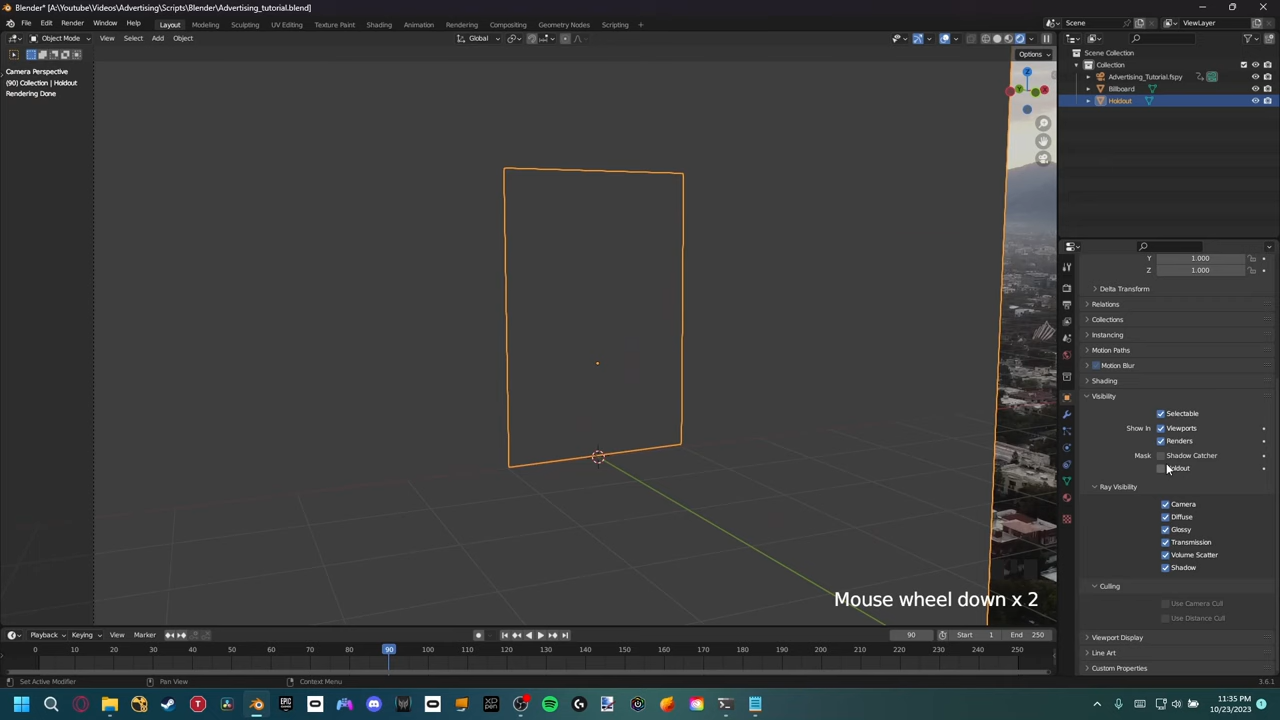 Blender* [A:\Youtube\Videos\Advertising\Scripts\Blender\Advertising_tutorial.blend]
File Edit Render Window Help Layout Modeling Sculpting UV Editing Texture Paint Shading Animation Rendering Compositing Geometry Nodes Scripting + Scene ViewLayer
Object Mode View Select Add Object Global
Options
Camera Perspective
(90) Collection | Holdout
Rendering Done
Z
Y
X
Mouse wheel down x 2
Scene Collection
Collection
Advertising_Tutorial.fspy
Billboard
Holdout
Y 1.000
Z 1.000
Delta Transform
Relations
Collections
Instancing
Motion Paths
Motion Blur
Shading
Visibility
Selectable
Show In Viewports
Renders
Mask Shadow Catcher
Ray Visibility
Camera
Diffuse
Glossy
Transmission
Volume Scatter
Shadow
Culling
Use Camera Cull
Use Distance Cull
Viewport Display
Line Art
Custom Properties
Playback Keying View Marker 90 Start 1 End 250
0 10 20 30 40 50 60 70 80 90 100 110 120 130 140 150 160 170 180 190 200 210 220 230 240 250
Set Active Modifier Pan View Context Menu 3.6.1
11:35 PM
10/23/2023